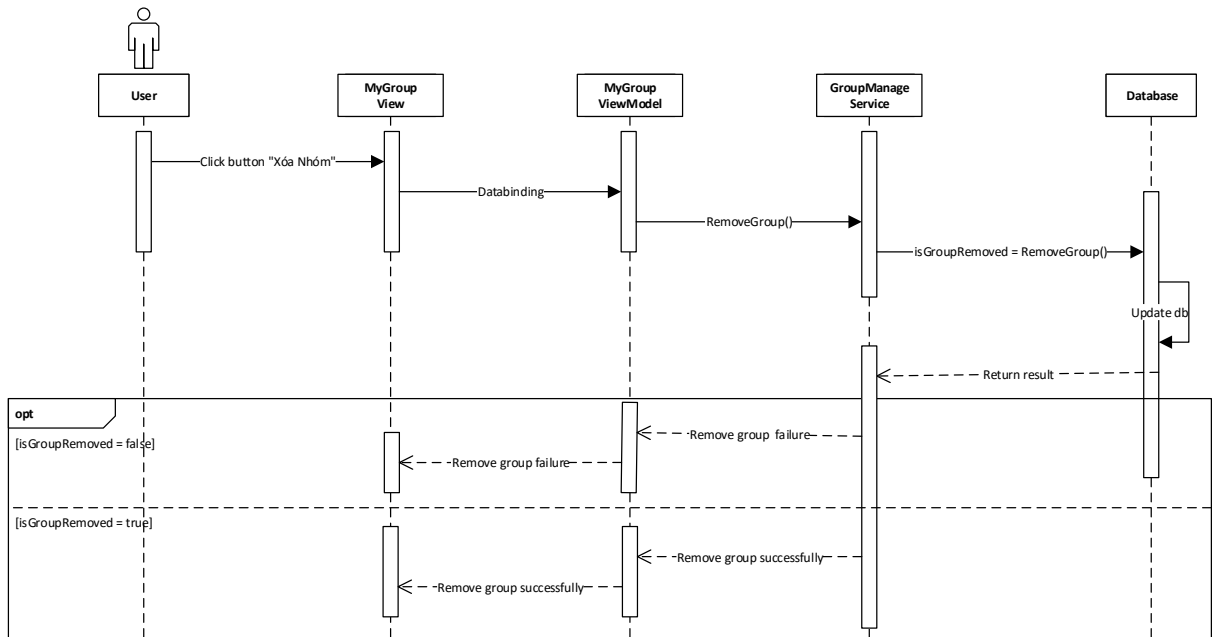 User
MyGroup
View
MyGroup
ViewModel
GroupManage
Service
Database
Click button "Xóa Nhóm"
Databinding
RemoveGroup()
isGroupRemoved = RemoveGroup()
Update db
Return result
opt
[isGroupRemoved = false]
Remove group failure
Remove group failure
[isGroupRemoved = true]
Remove group successfully
Remove group successfully